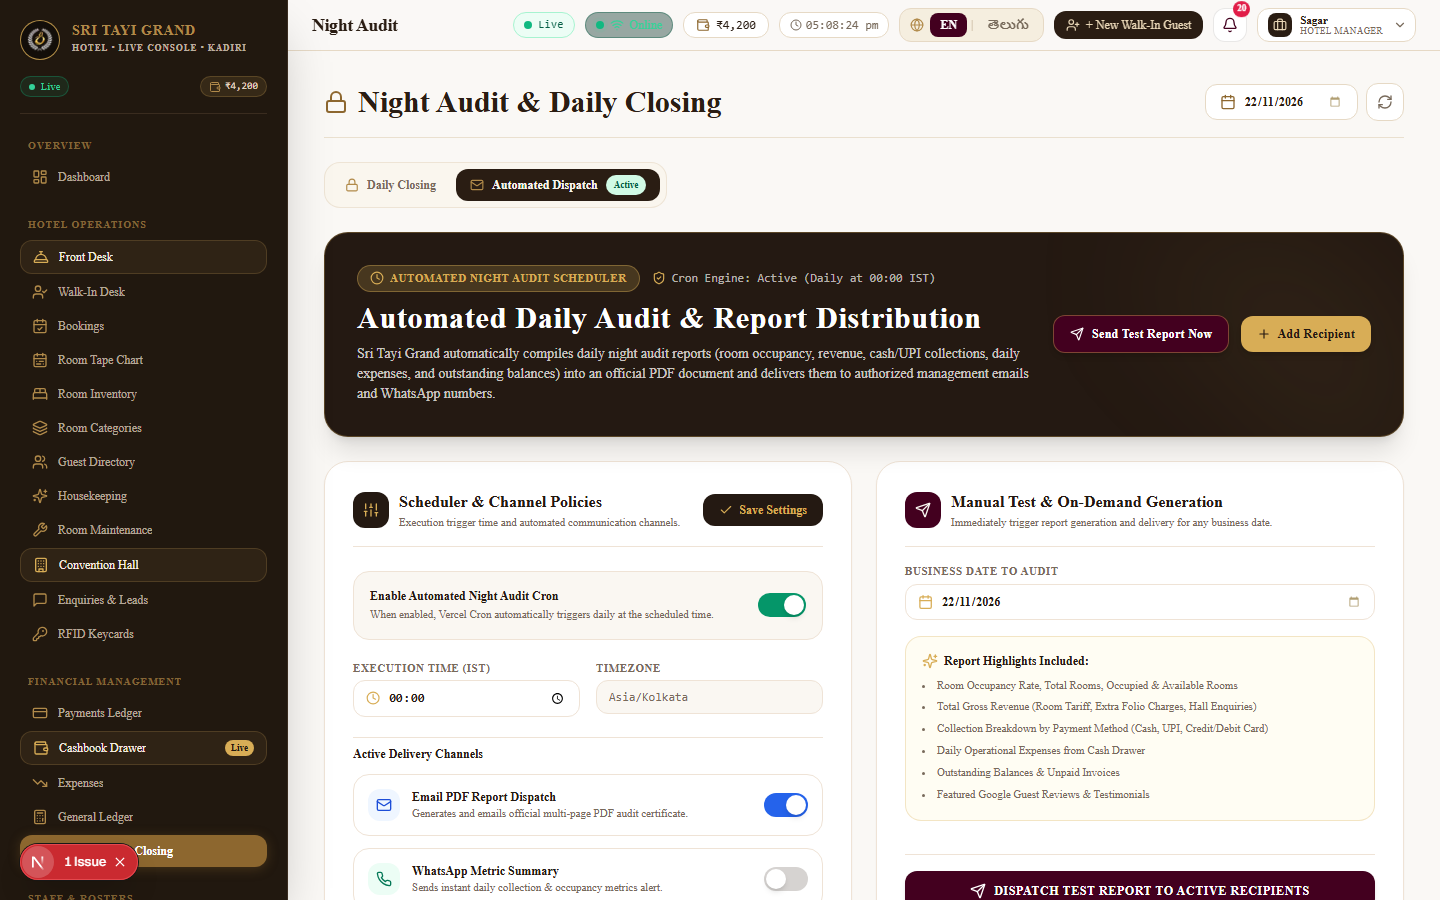 SRI TAYI GRAND
HOTEL • LIVE CONSOLE • KADIRI
Live
₹4,200
OVERVIEW
Dashboard
HOTEL OPERATIONS
Front Desk
Walk-In Desk
Bookings
Room Tape Chart
Room Inventory
Room Categories
Guest Directory
Housekeeping
Room Maintenance
Convention Hall
Enquiries & Leads
RFID Keycards
FINANCIAL MANAGEMENT
Payments Ledger
Cashbook Drawer Live
Expenses
General Ledger
Closing
1 Issue
STAFF & ROSTERS
Night Audit
Live
Online
₹4,200
05:08:24 pm
EN
తెలుగు
+ New Walk-In Guest
20
Sagar
HOTEL MANAGER
Night Audit & Daily Closing
22/11/2026
Daily Closing
Automated Dispatch Active
AUTOMATED NIGHT AUDIT SCHEDULER
Cron Engine: Active (Daily at 00:00 IST)
Automated Daily Audit & Report Distribution
Sri Tayi Grand automatically compiles daily night audit reports (room occupancy, revenue, cash/UPI collections, daily
expenses, and outstanding balances) into an official PDF document and delivers them to authorized management emails
and WhatsApp numbers.
Send Test Report Now
Add Recipient
Scheduler & Channel Policies
Execution trigger time and automated communication channels.
Save Settings
Enable Automated Night Audit Cron
When enabled, Vercel Cron automatically triggers daily at the scheduled time.
EXECUTION TIME (IST)
00:00
TIMEZONE
Asia/Kolkata
Active Delivery Channels
Email PDF Report Dispatch
Generates and emails official multi-page PDF audit certificate.
WhatsApp Metric Summary
Sends instant daily collection & occupancy metrics alert.
Manual Test & On-Demand Generation
Immediately trigger report generation and delivery for any business date.
BUSINESS DATE TO AUDIT
22/11/2026
Report Highlights Included:
• Room Occupancy Rate, Total Rooms, Occupied & Available Rooms
• Total Gross Revenue (Room Tariff, Extra Folio Charges, Hall Enquiries)
• Collection Breakdown by Payment Method (Cash, UPI, Credit/Debit Card)
• Daily Operational Expenses from Cash Drawer
• Outstanding Balances & Unpaid Invoices
• Featured Google Guest Reviews & Testimonials
DISPATCH TEST REPORT TO ACTIVE RECIPIENTS